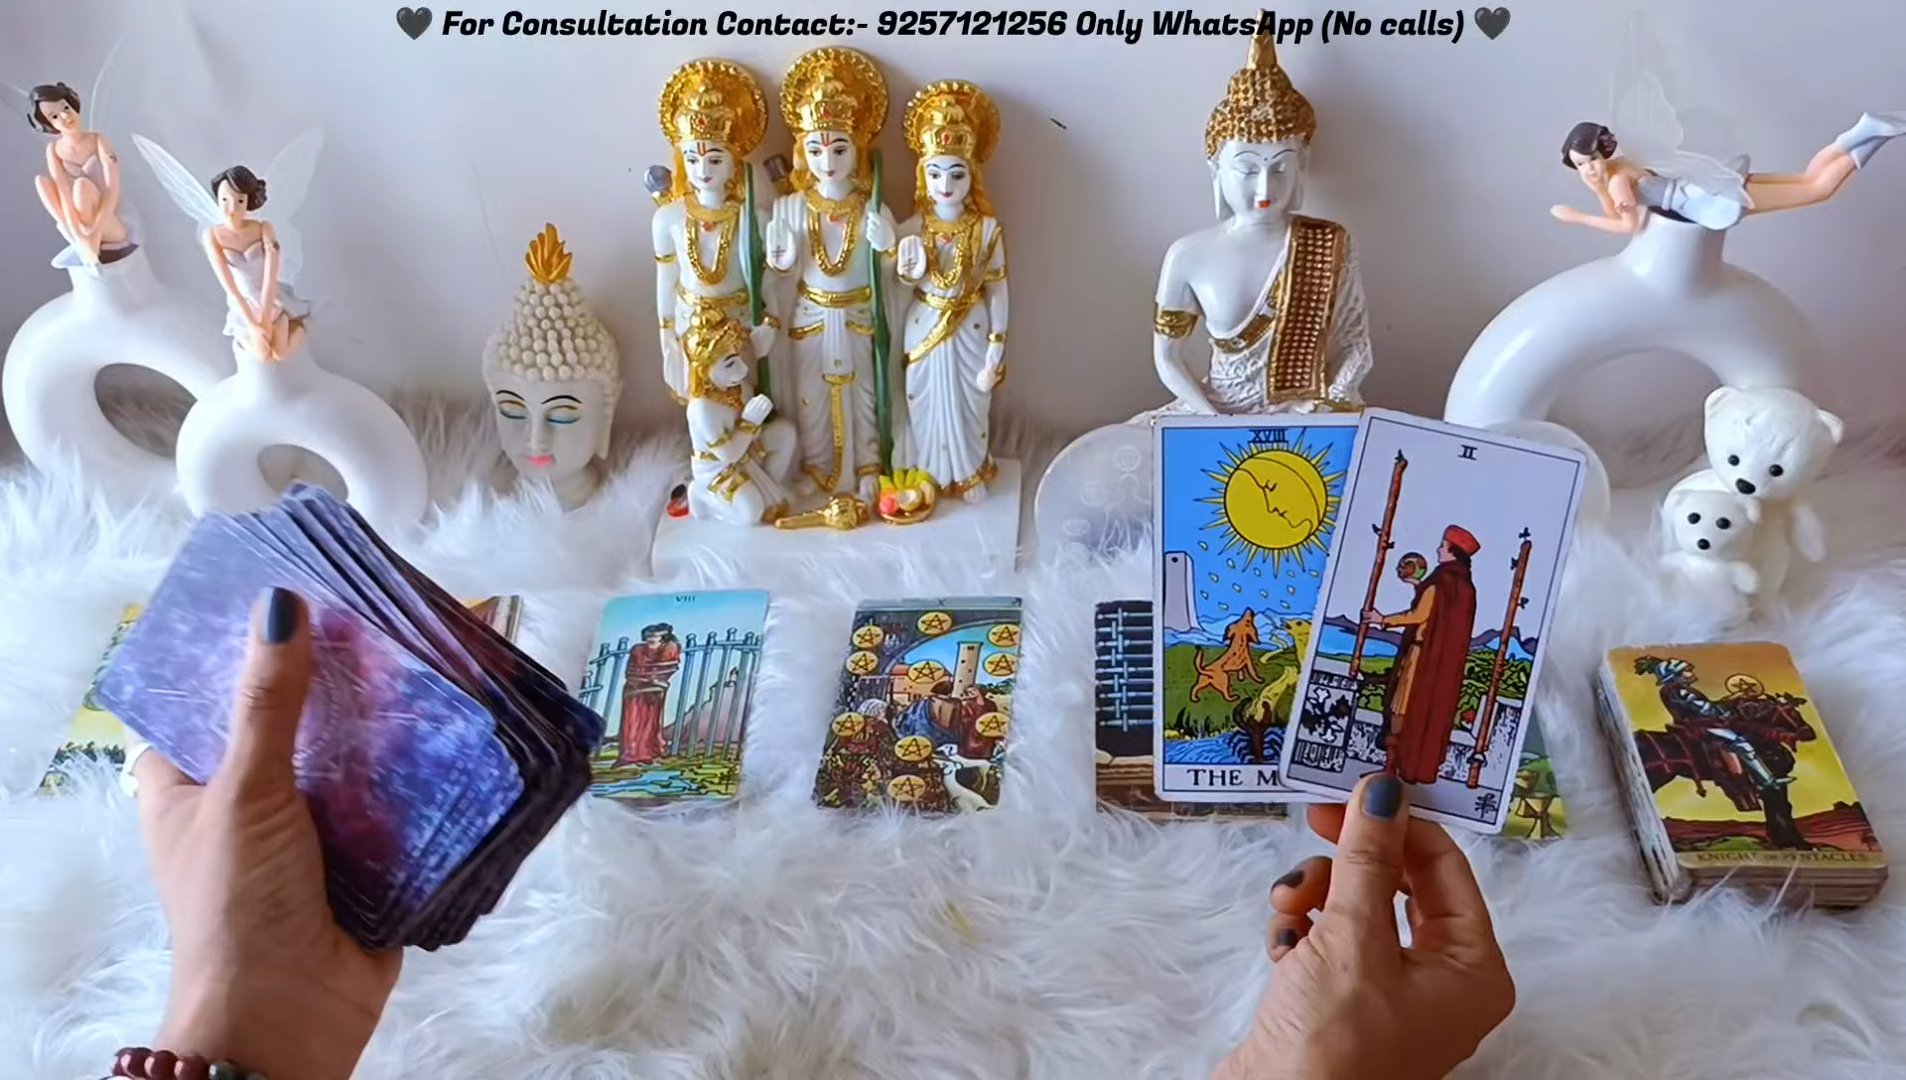 🖤 For Consultation Contact:- 9257121256 Only WhatsApp (No calls) 🖤
XVIII
II
VIII
X
THE M
KNIGHT OF PENTACLES